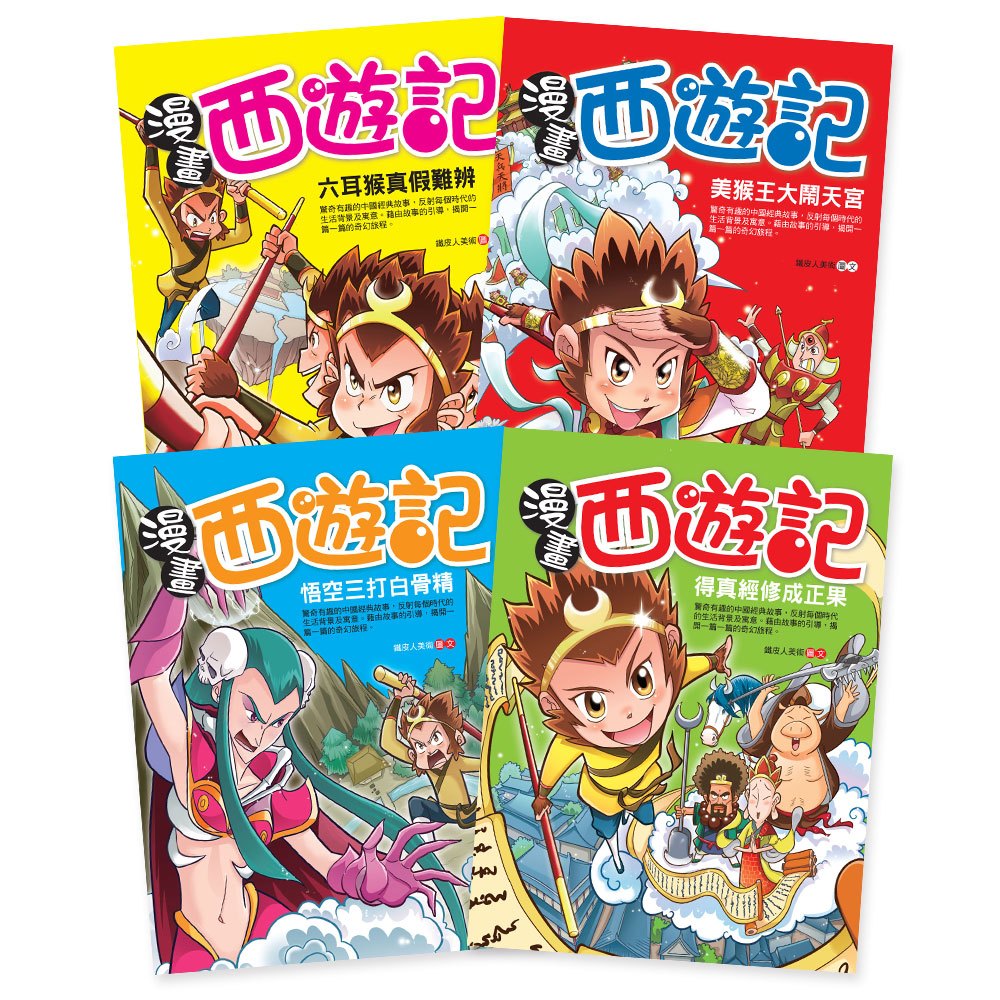 漫畫
西遊記
六耳猴真假難辨
驚奇有趣的中國經典故事，反射每個時代的
生活背景及寓意。藉由故事的引導，揭開一
篇一篇的奇幻旅程。
鐵皮人美術 圖
漫畫
西遊記
美猴王大鬧天宮
驚奇有趣的中國經典故事，反射每個時代的
生活背景及寓意。藉由故事的引導，揭開一
篇一篇的奇幻旅程。
鐵皮人美術 圖文
天兵天將
漫畫
西遊記
悟空三打白骨精
驚奇有趣的中國經典故事，反射每個時代的
生活背景及寓意。藉由故事的引導，揭開一
篇一篇的奇幻旅程。
鐵皮人美術 圖文
漫畫
西遊記
得真經修成正果
驚奇有趣的中國經典故事，反射每個時代
的生活背景及寓意。藉由故事的引導，揭
開一篇一篇的奇幻旅程。
鐵皮人美術 圖文